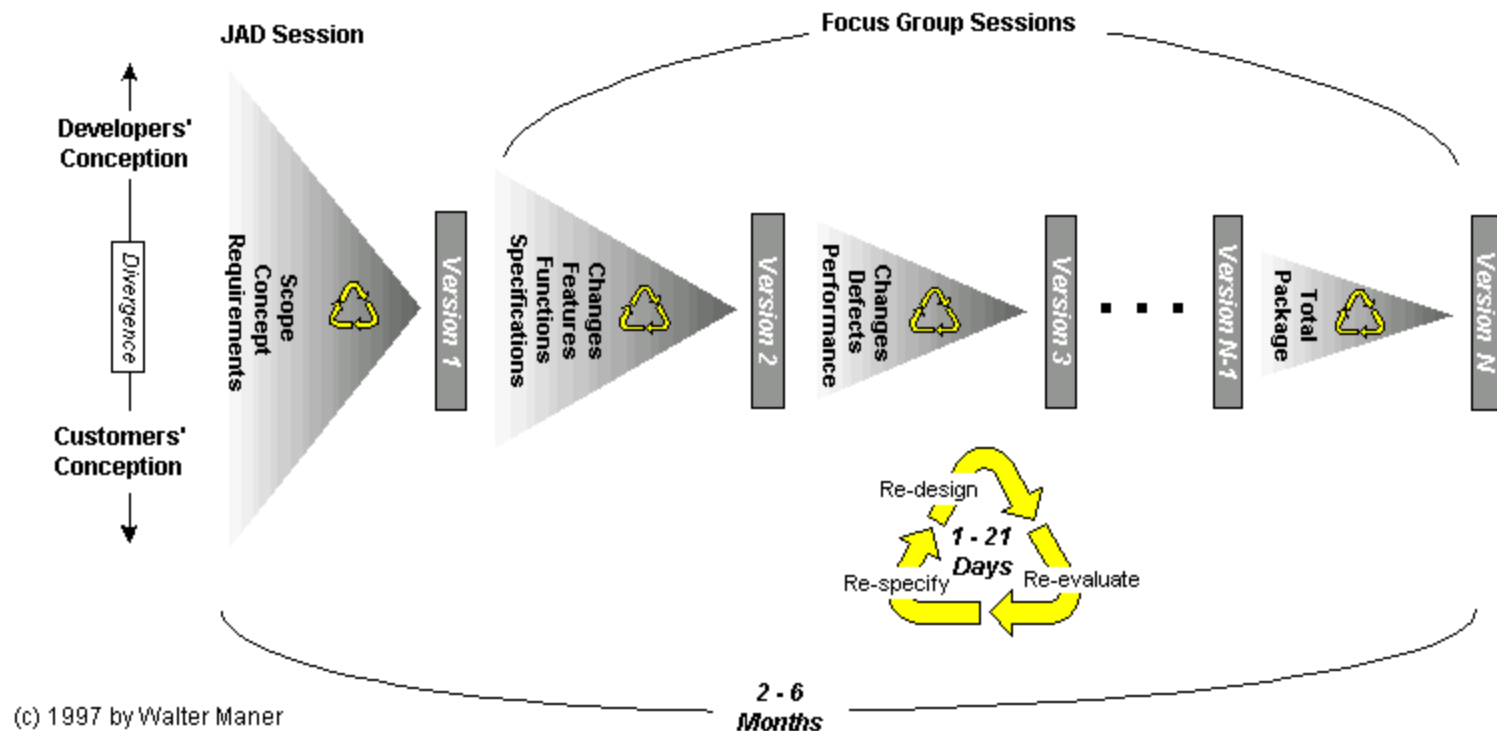 JAD Session
Focus Group Sessions
Developers'
Conception
Divergence
Customers'
Conception
Scope
Concept
Requirements
Version 1
Changes
Features
Functions
Specifications
Version 2
Changes
Defects
Performance
Version 3
Version N-1
Total
Package
Version N
Re-design
1 - 21
Days
Re-specify
Re-evaluate
2 - 6
Months
(c) 1997 by Walter Maner